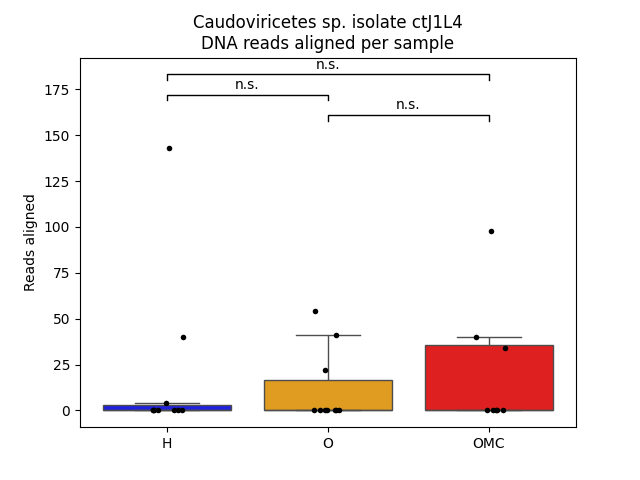 Caudoviricetes sp. isolate ctJ1L4
DNA reads aligned per sample
n.s.
n.s.
n.s.
175
150
125
100
75
50
25
0
Reads aligned
H
O
OMC